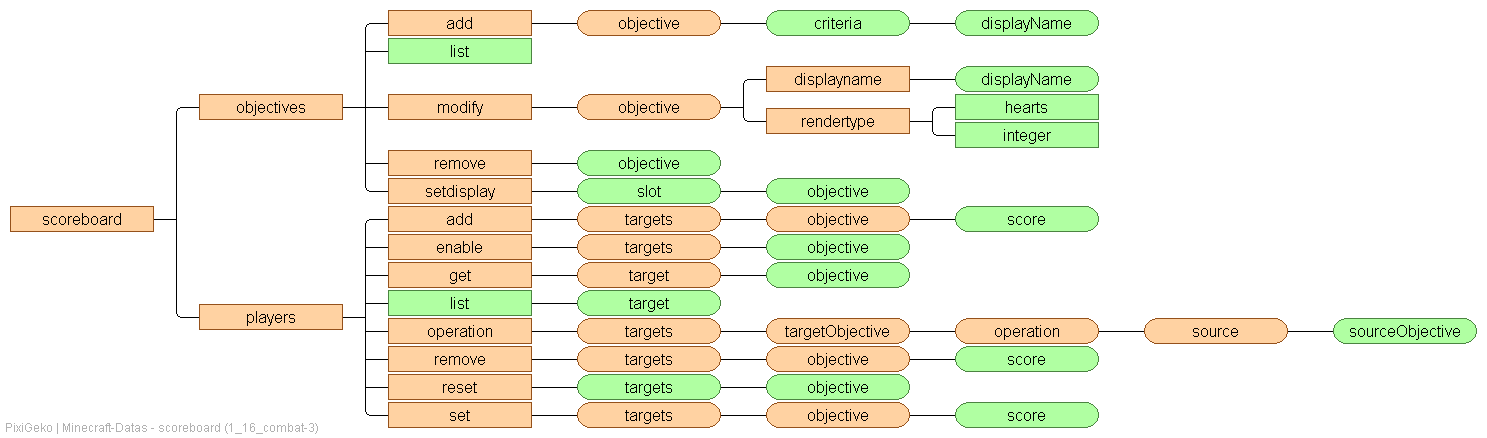 add objective criteria displayName
list
displayname displayName
objectives modify objective hearts
rendertype
integer
remove objective
setdisplay slot objective
scoreboard add targets objective score
enable targets objective
get target objective
list target
players
operation targets targetObjective operation source sourceObjective
remove targets objective score
reset targets objective
set targets objective score
PixiGeko | Minecraft-Datas - scoreboard (1_16_combat-3)